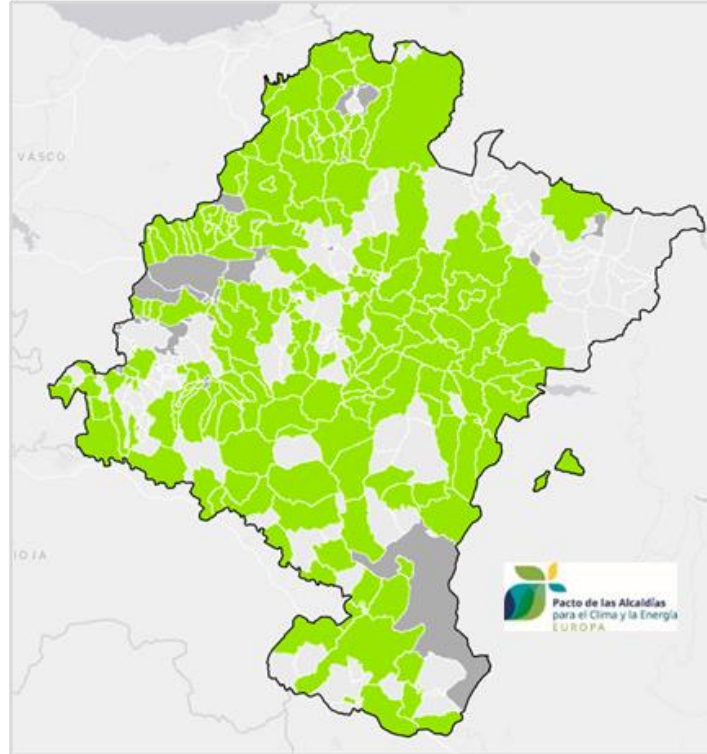 VASCO
IOJA
Pacto de las Alcaldías
para el Clima y la Energía
EUROPA